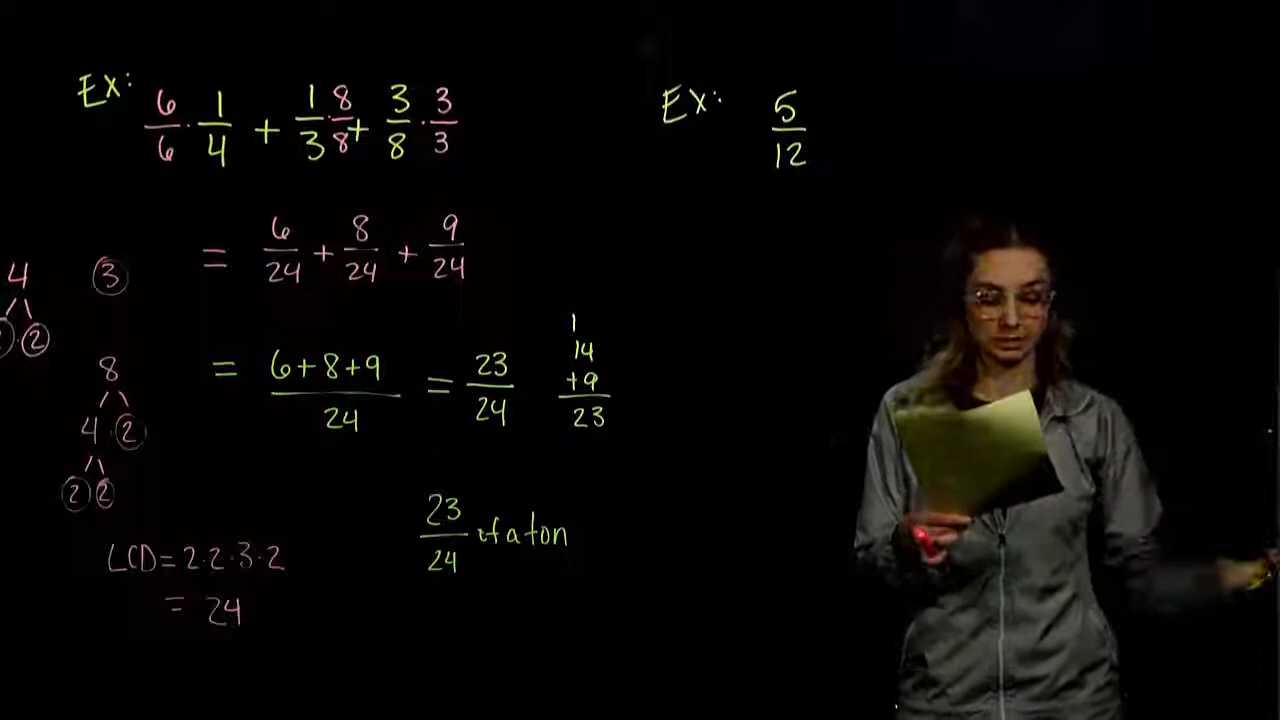 Ex: 6/6 · 1/4 + 1/3 · 8/8 + 3/8 · 3/3
= 6/24 + 8/24 + 9/24
4
2
3
8
4 · 2
2 2
= (6+8+9)/24 = 23/24
1
14
+9
23
23/24 of a ton
LCD = 2·2·3·2
= 24
Ex: 5/12